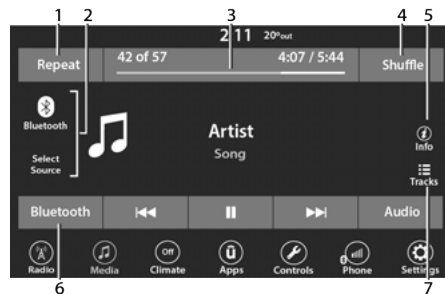 1 2 3 4 5
2:11 20°out
Repeat 42 of 57 4:07 / 5:44 Shuffle
Bluetooth
Select
Source
Artist
Song
Info
Tracks
Bluetooth Audio
Off
Radio Media Climate Apps Controls Phone Settings
6 7